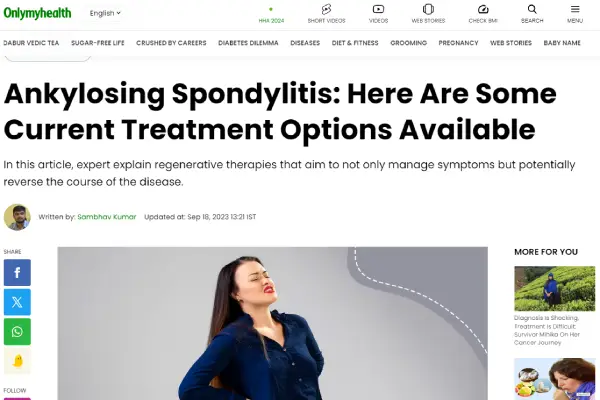 Onlymyhealth
English
HHA 2024
SHORT VIDEOS
VIDEOS
WEB STORIES
CHECK BMI
SEARCH
MENU
DABUR VEDIC TEA
SUGAR-FREE LIFE
CRUSHED BY CAREERS
DIABETES DILEMMA
DISEASES
DIET & FITNESS
GROOMING
PREGNANCY
WEB STORIES
BABY NAME
Ankylosing Spondylitis: Here Are Some
Current Treatment Options Available
In this article, expert explain regenerative therapies that aim to not only manage symptoms but potentially
reverse the course of the disease.
Written by: Sambhav Kumar Updated at: Sep 18, 2023 13:21 IST
SHARE
FOLLOW
MORE FOR YOU
Diagnosis Is Shocking,
Treatment Is Difficult:
Survivor Mihika On Her
Cancer Journey